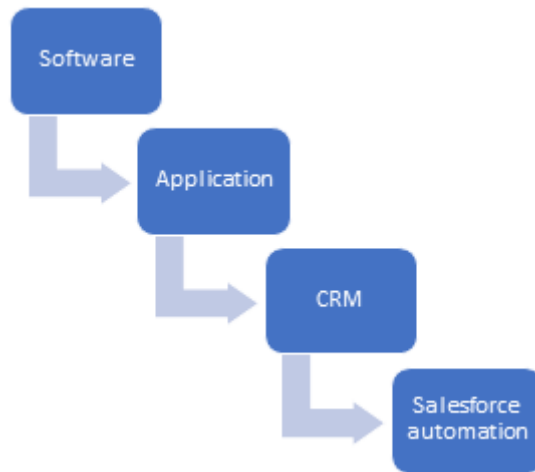 Software
Application
CRM
Salesforce
automation